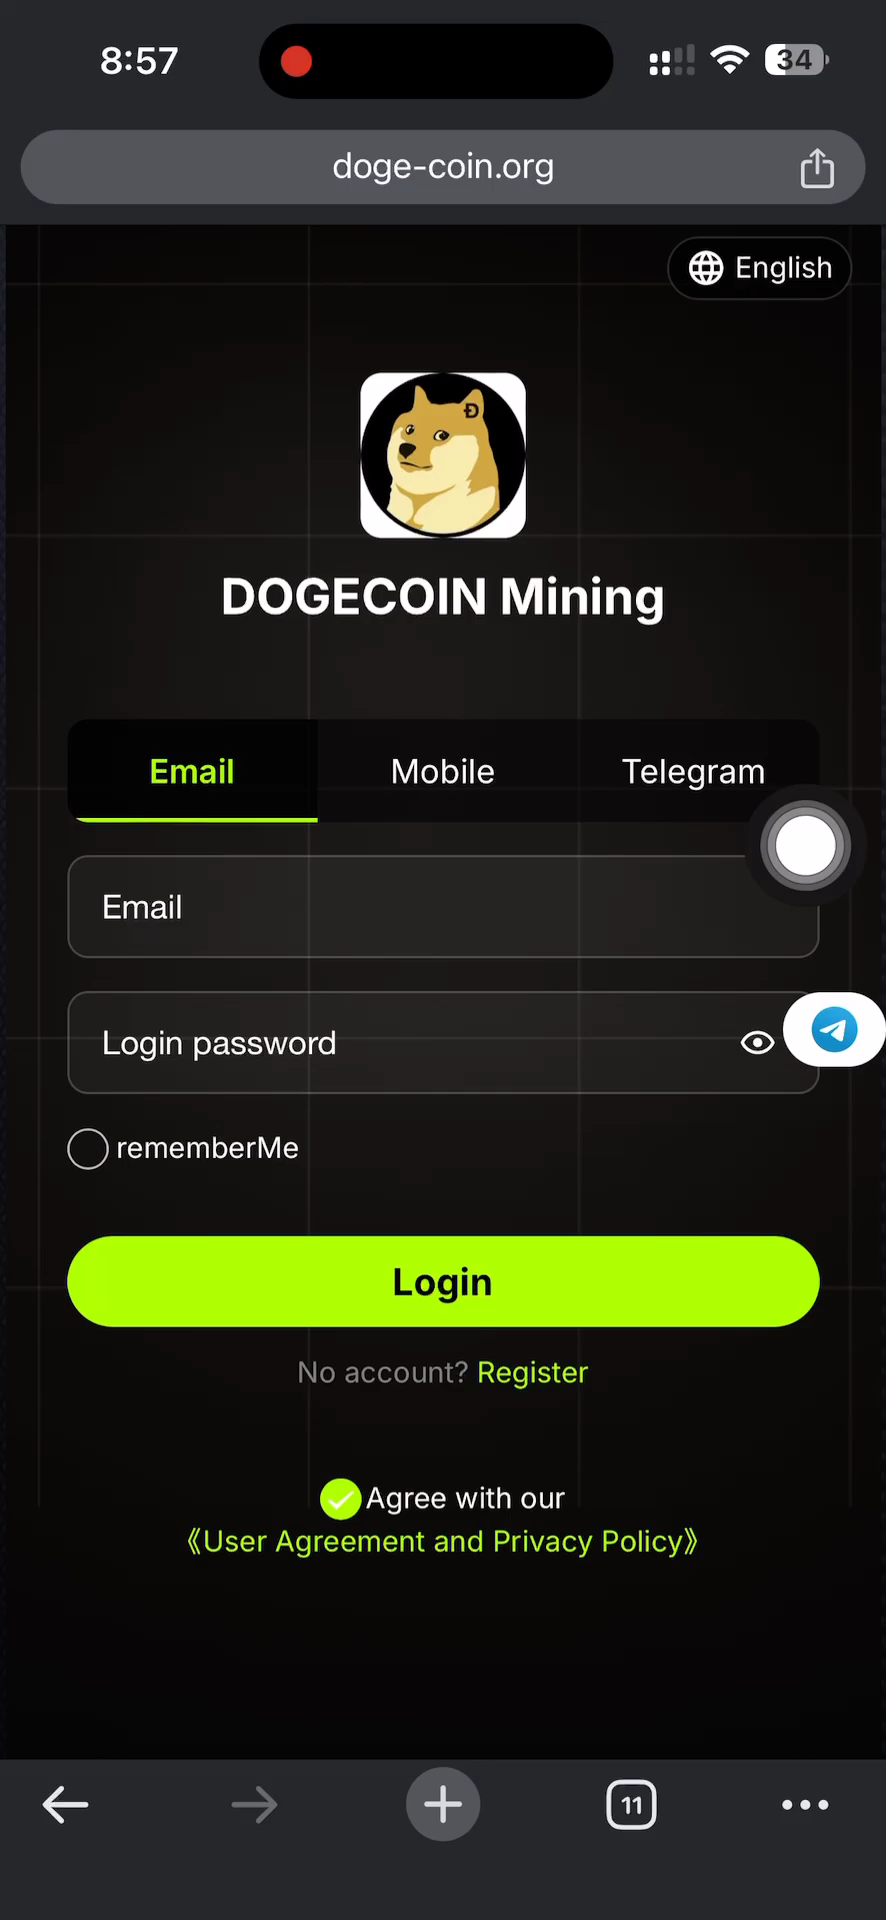 8:57
34
doge-coin.org
English
DOGECOIN Mining
Email
Mobile
Telegram
Email
Login password
rememberMe
Login
No account? Register
Agree with our
《User Agreement and Privacy Policy》
11